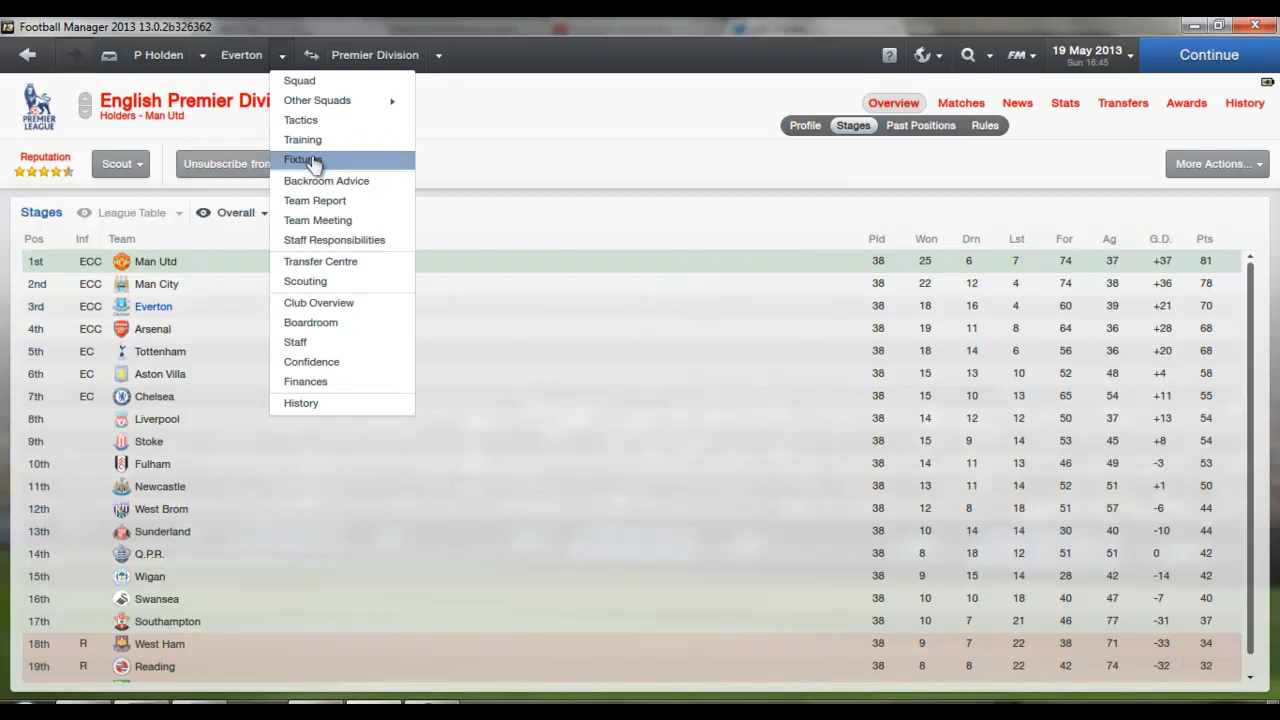 Football Manager 2013 13.0.2b326362
P Holden Everton Premier Division ? FM 19 May 2013 Sun 16:45 Continue
PREMIER LEAGUE
English Premier Divi
Holders - Man Utd
Overview Matches News Stats Transfers Awards History
Profile Stages Past Positions Rules
Reputation
Scout Unsubscribe from More Actions...
Squad
Other Squads
Tactics
Training
Fixtures
Backroom Advice
Team Report
Team Meeting
Staff Responsibilities
Transfer Centre
Scouting
Club Overview
Boardroom
Staff
Confidence
Finances
History
Stages League Table Overall
Pos Inf Team Pld Won Drn Lst For Ag G.D. Pts
1st ECC Man Utd 38 25 6 7 74 37 +37 81
2nd ECC Man City 38 22 12 4 74 38 +36 78
3rd ECC Everton 38 18 16 4 60 39 +21 70
4th ECC Arsenal 38 19 11 8 64 36 +28 68
5th EC Tottenham 38 18 14 6 56 36 +20 68
6th EC Aston Villa 38 15 13 10 52 48 +4 58
7th EC Chelsea 38 15 10 13 65 54 +11 55
8th Liverpool 38 14 12 12 50 37 +13 54
9th Stoke 38 15 9 14 53 45 +8 54
10th Fulham 38 14 11 13 46 49 -3 53
11th Newcastle 38 13 11 14 52 51 +1 50
12th West Brom 38 12 8 18 51 57 -6 44
13th Sunderland 38 10 14 14 30 40 -10 44
14th Q.P.R. 38 8 18 12 51 51 0 42
15th Wigan 38 9 15 14 28 42 -14 42
16th Swansea 38 10 10 18 40 47 -7 40
17th Southampton 38 10 7 21 46 77 -31 37
18th R West Ham 38 9 7 22 38 71 -33 34
19th R Reading 38 8 8 22 42 74 -32 32